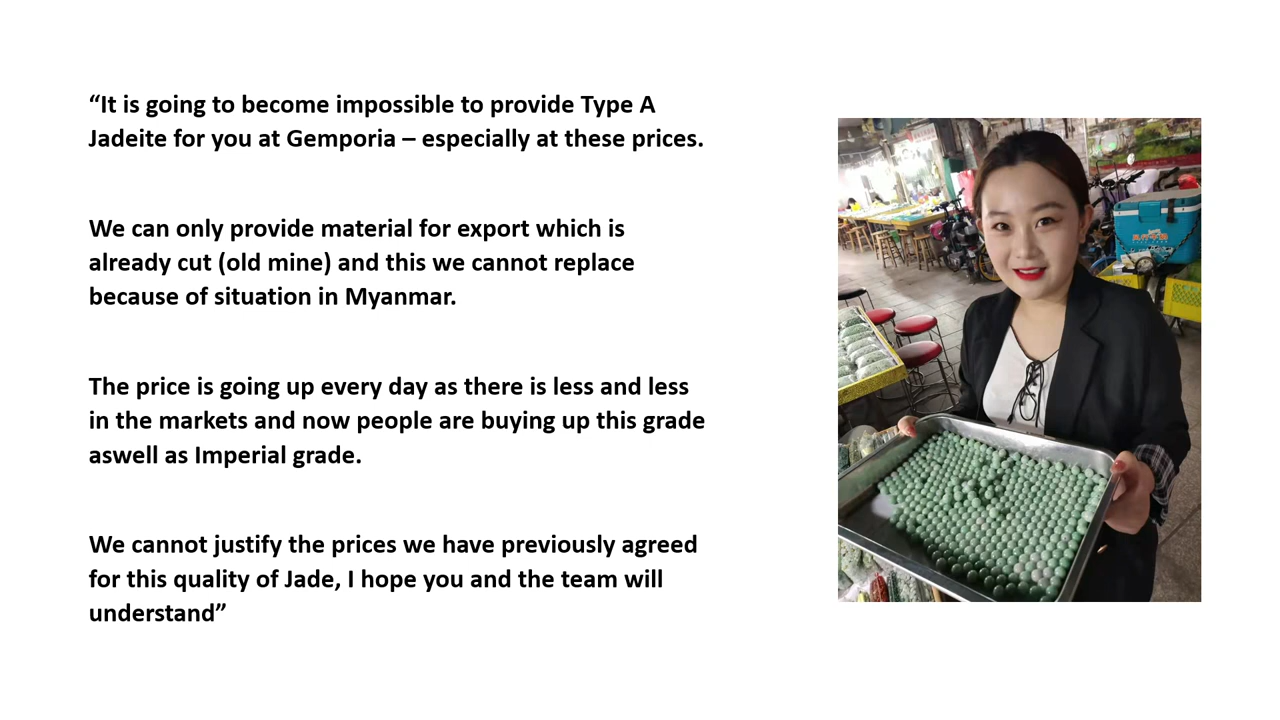 “It is going to become impossible to provide Type A
Jadeite for you at Gemporia – especially at these prices.
We can only provide material for export which is
already cut (old mine) and this we cannot replace
because of situation in Myanmar.
The price is going up every day as there is less and less
in the markets and now people are buying up this grade
aswell as Imperial grade.
We cannot justify the prices we have previously agreed
for this quality of Jade, I hope you and the team will
understand”